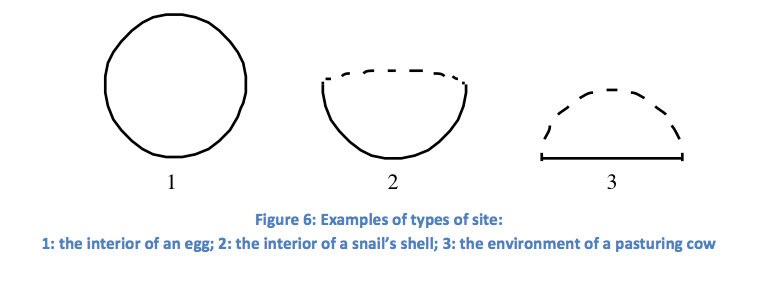 1 2 3
Figure 6: Examples of types of site:
1: the interior of an egg; 2: the interior of a snail’s shell; 3: the environment of a pasturing cow